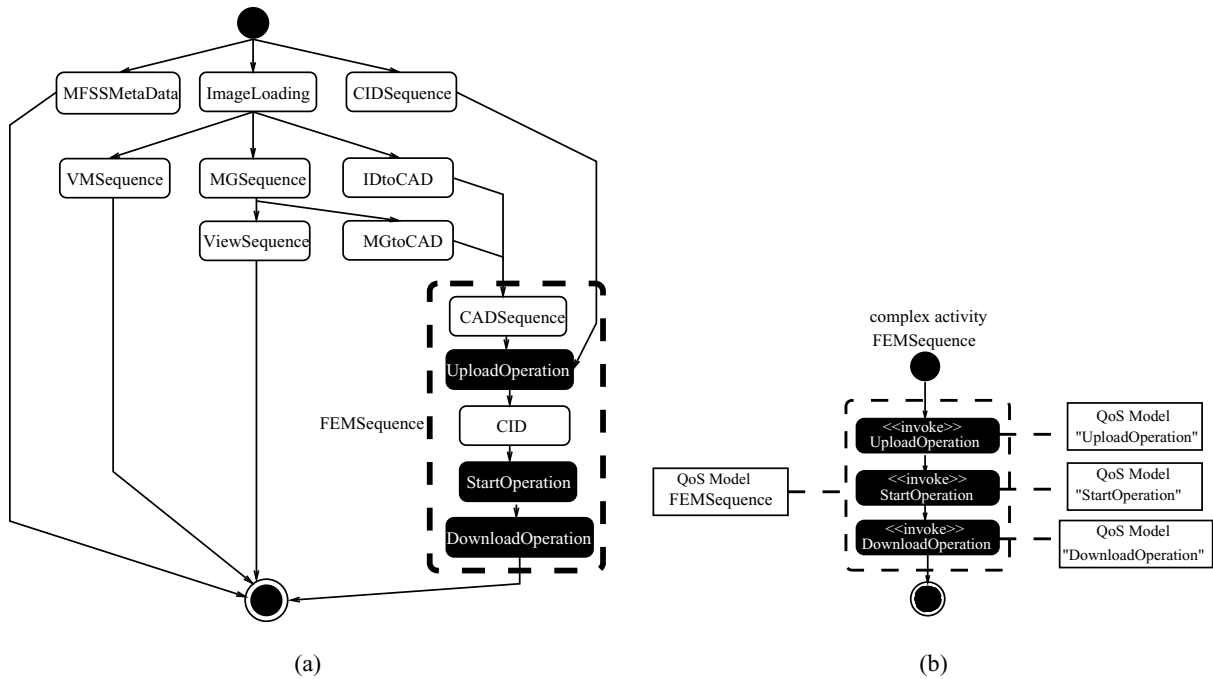 MFSSMetaData
ImageLoading
CIDSequence
VMSequence
MGSequence
IDtoCAD
ViewSequence
MGtoCAD
CADSequence
UploadOperation
FEMSequence
CID
StartOperation
DownloadOperation
(a)
complex activity
FEMSequence
<<invoke>>
UploadOperation
QoS Model
"UploadOperation"
QoS Model
FEMSequence
<<invoke>>
StartOperation
QoS Model
"StartOperation"
<<invoke>>
DownloadOperation
QoS Model
"DownloadOperation"
(b)